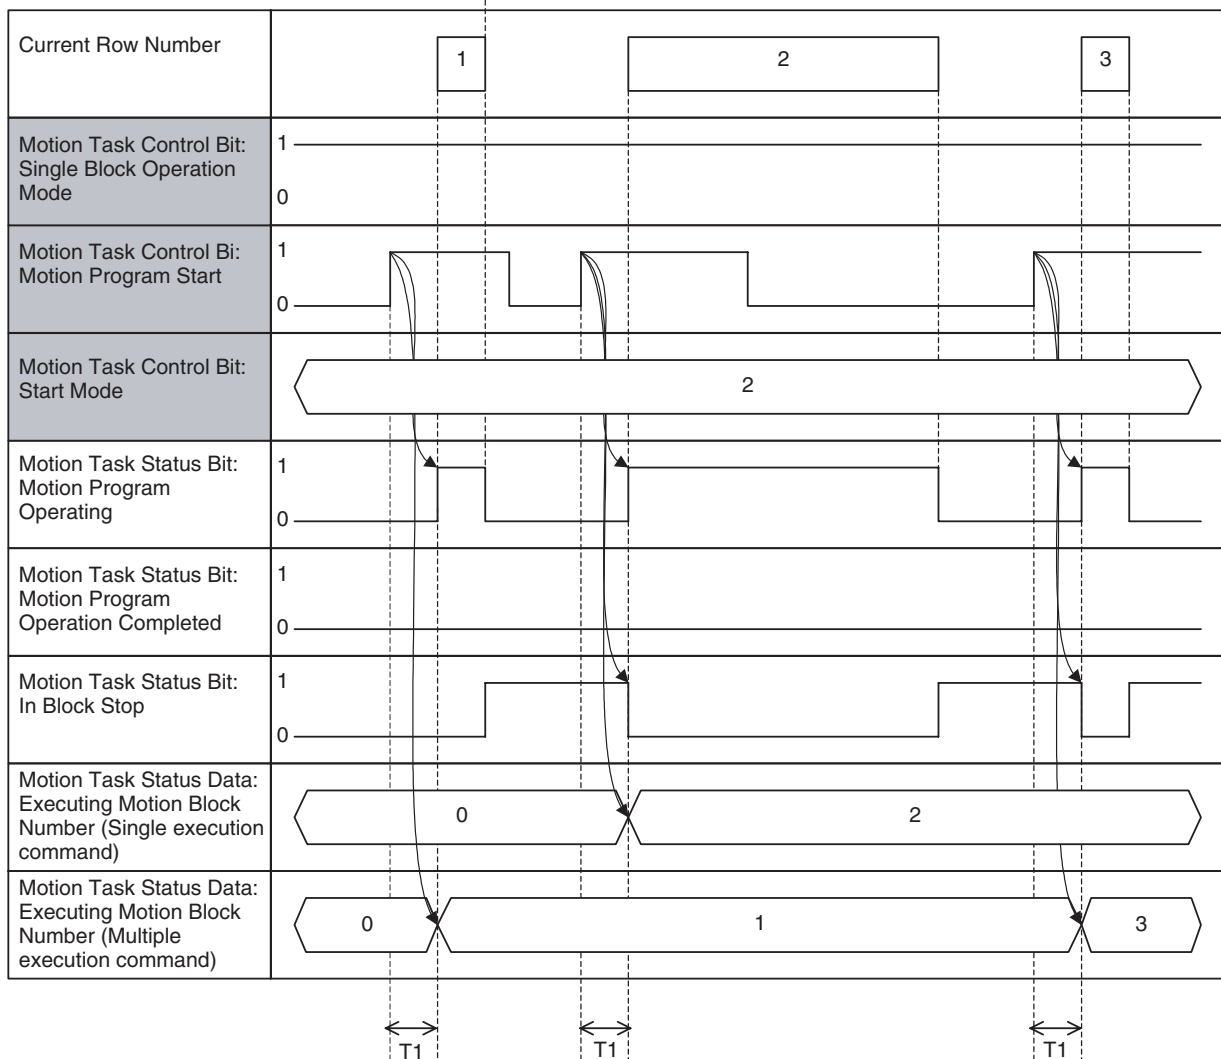 Current Row Number
1
2
3
Motion Task Control Bit:
Single Block Operation
Mode
1
0
Motion Task Control Bi:
Motion Program Start
1
0
Motion Task Control Bit:
Start Mode
2
Motion Task Status Bit:
Motion Program
Operating
1
0
Motion Task Status Bit:
Motion Program
Operation Completed
1
0
Motion Task Status Bit:
In Block Stop
1
0
Motion Task Status Data:
Executing Motion Block
Number (Single execution
command)
0
2
Motion Task Status Data:
Executing Motion Block
Number (Multiple
execution command)
0
1
3
T1
T1
T1